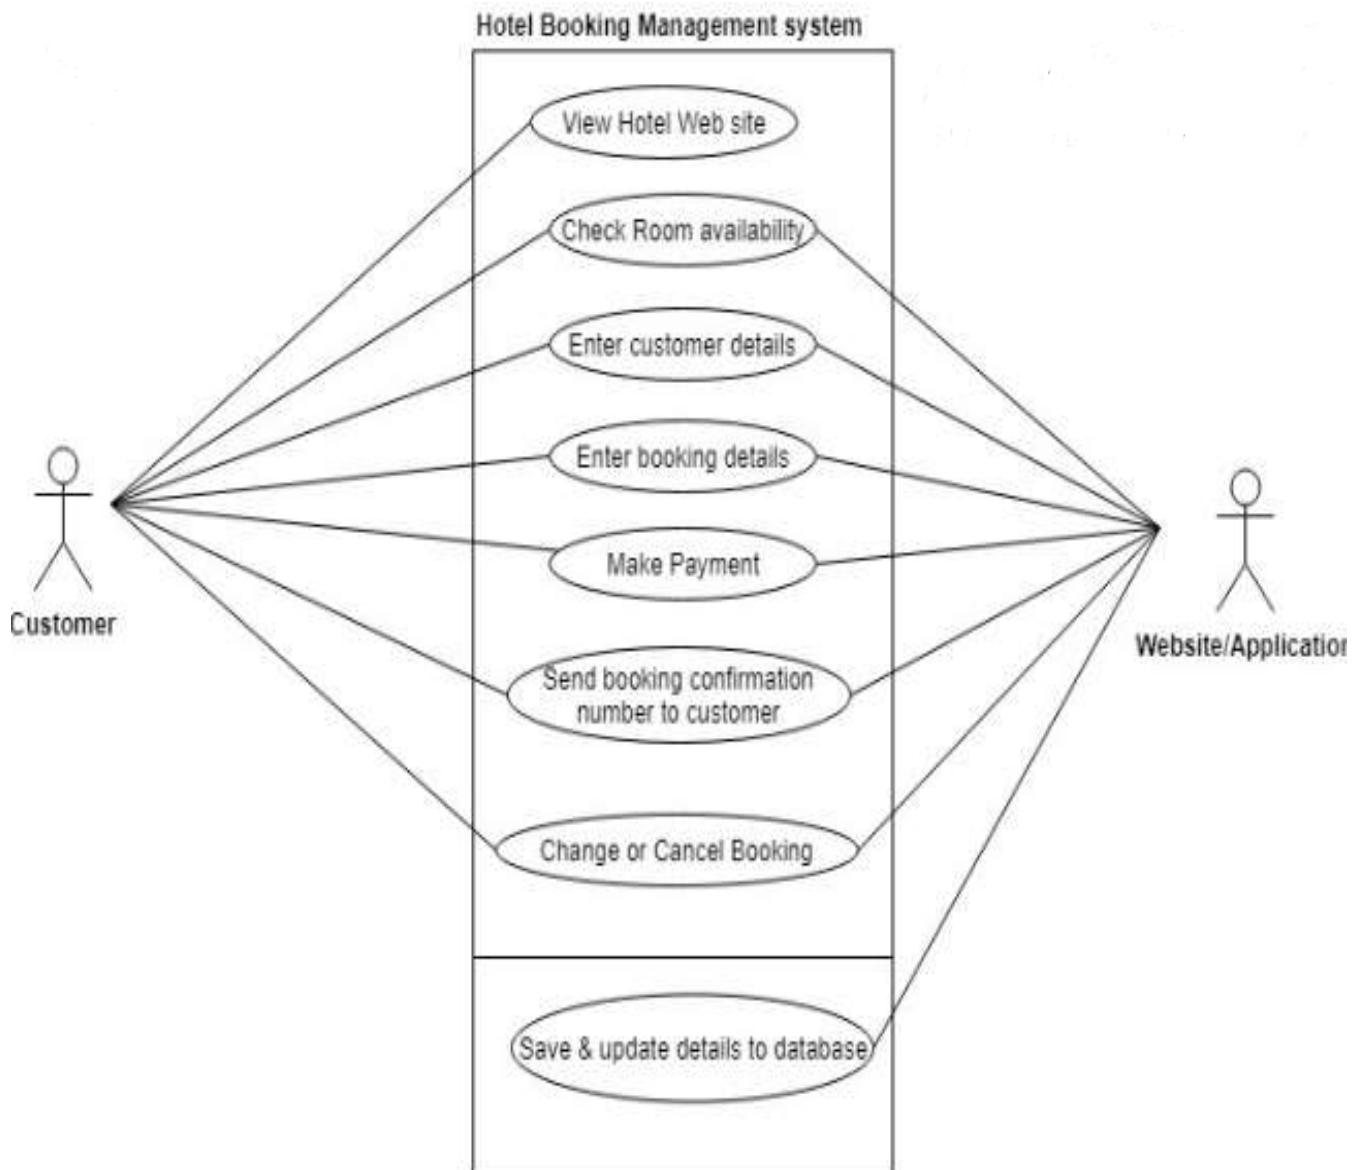 Hotel Booking Management system
View Hotel Web site
Check Room availability
Enter customer details
Enter booking details
Make Payment
Customer
Website/Application
Send booking confirmation
number to customer
Change or Cancel Booking
Save & update details to database